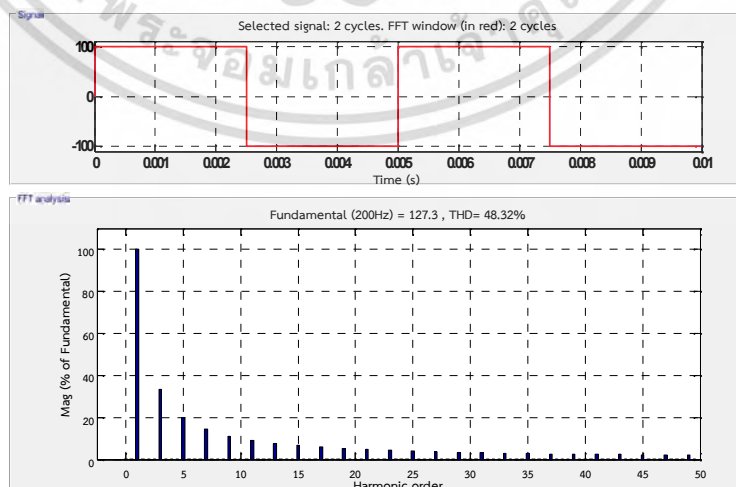 Signal
Selected signal: 2 cycles. FFT window (in red): 2 cycles
100
0
-100
0 0.001 0.002 0.003 0.004 0.005 0.006 0.007 0.008 0.009 0.01
Time (s)
FFT analysis
Fundamental (200Hz) = 127.3 , THD= 48.32%
Mag (% of Fundamental)
100
80
60
40
20
0
0 5 10 15 20 25 30 35 40 45 50
Harmonic order